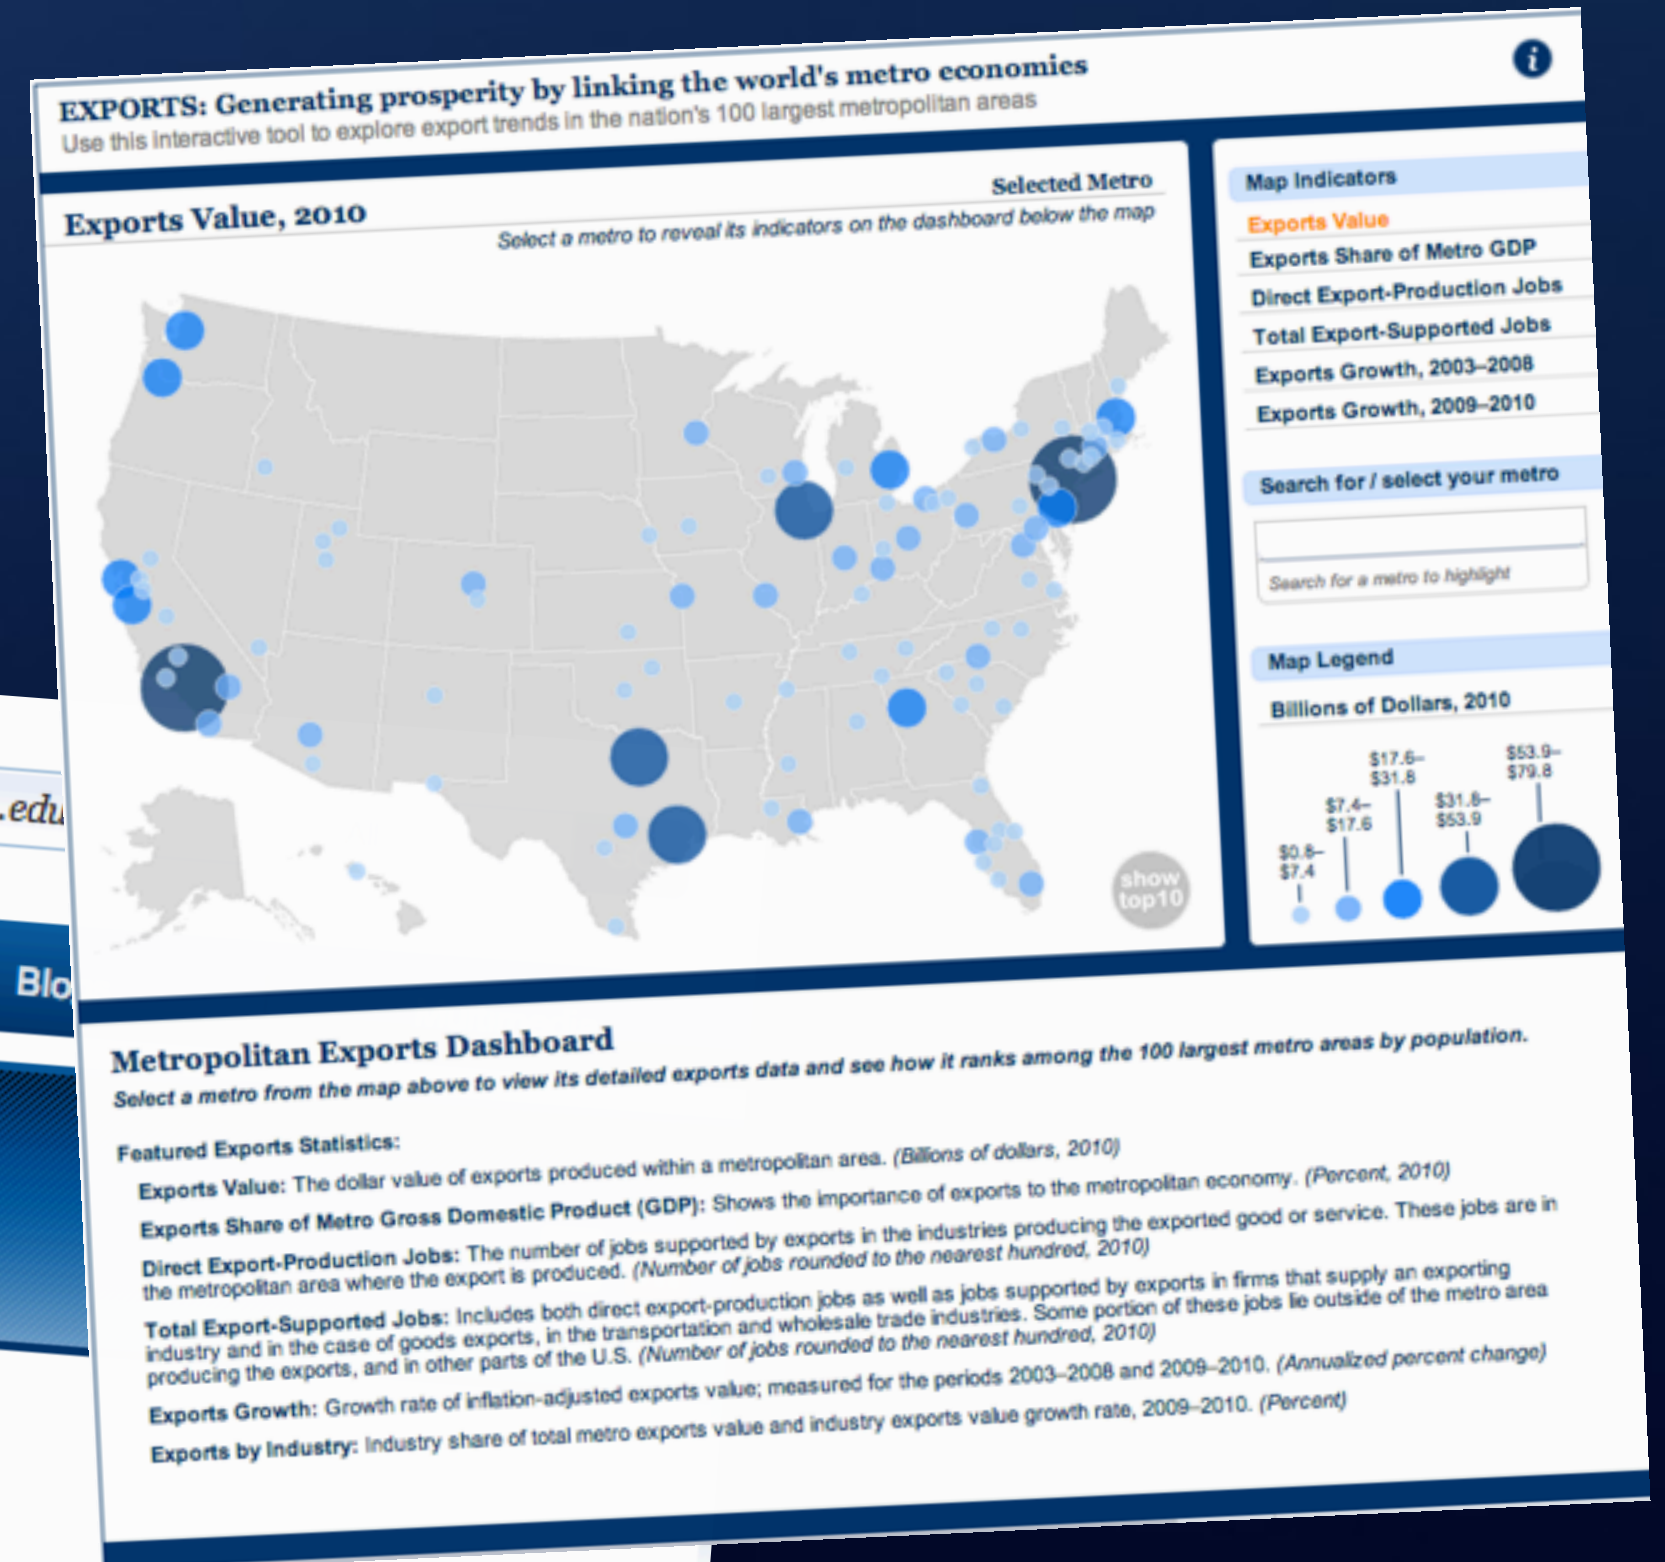 EXPORTS: Generating prosperity by linking the world's metro economies
Use this interactive tool to explore export trends in the nation's 100 largest metropolitan areas
i
Exports Value, 2010
Selected Metro
Select a metro to reveal its indicators on the dashboard below the map
show
top10
Map Indicators
Exports Value
Exports Share of Metro GDP
Direct Export-Production Jobs
Total Export-Supported Jobs
Exports Growth, 2003–2008
Exports Growth, 2009–2010
Search for / select your metro
Search for a metro to highlight
Map Legend
Billions of Dollars, 2010
$0.8–
$7.4
$7.4–
$17.6
$17.6–
$31.8
$31.8–
$53.9
$53.9–
$79.8
.edu
Blo
Metropolitan Exports Dashboard
Select a metro from the map above to view its detailed exports data and see how it ranks among the 100 largest metro areas by population.
Featured Exports Statistics:
Exports Value: The dollar value of exports produced within a metropolitan area. (Billions of dollars, 2010)
Exports Share of Metro Gross Domestic Product (GDP): Shows the importance of exports to the metropolitan economy. (Percent, 2010)
Direct Export-Production Jobs: The number of jobs supported by exports in the industries producing the exported good or service. These jobs are in
the metropolitan area where the export is produced. (Number of jobs rounded to the nearest hundred, 2010)
Total Export-Supported Jobs: Includes both direct export-production jobs as well as jobs supported by exports in firms that supply an exporting
industry and in the case of goods exports, in the transportation and wholesale trade industries. Some portion of these jobs lie outside of the metro area
producing the exports, and in other parts of the U.S. (Number of jobs rounded to the nearest hundred, 2010)
Exports Growth: Growth rate of inflation-adjusted exports value; measured for the periods 2003–2008 and 2009–2010. (Annualized percent change)
Exports by Industry: Industry share of total metro exports value and industry exports value growth rate, 2009–2010. (Percent)